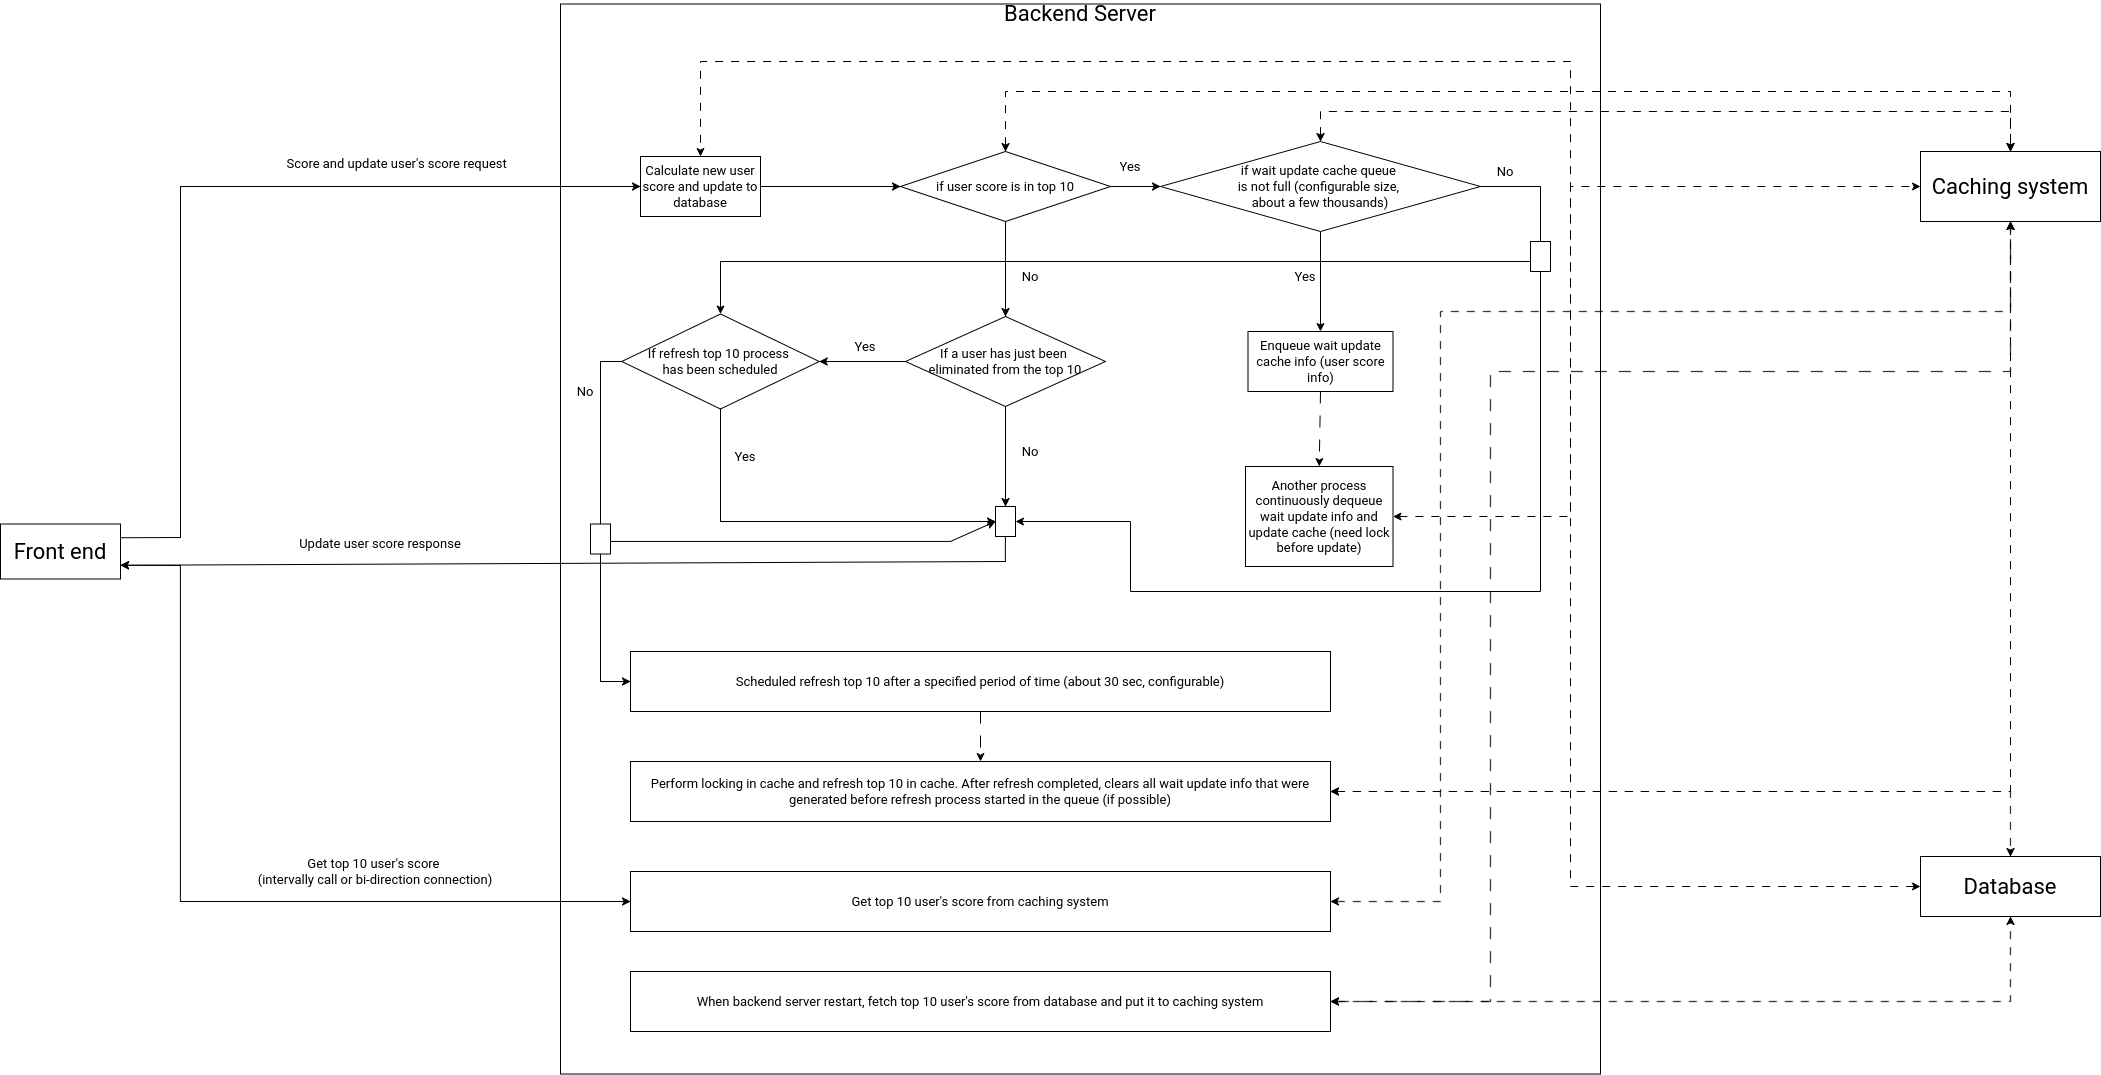 Backend Server
Score and update user's score request
Calculate new user
score and update to
database
if user score is in top 10
Yes
if wait update cache queue
is not full (configurable size,
about a few thousands)
No
Caching system
No
Yes
If refresh top 10 process
has been scheduled
Yes
If a user has just been
eliminated from the top 10
Enqueue wait update
cache info (user score
info)
No
Yes
No
Another process
continuously dequeue
wait update info and
update cache (need lock
before update)
Front end
Update user score response
Scheduled refresh top 10 after a specified period of time (about 30 sec, configurable)
Perform locking in cache and refresh top 10 in cache. After refresh completed, clears all wait update info that were
generated before refresh process started in the queue (if possible)
Get top 10 user's score
(intervally call or bi-direction connection)
Get top 10 user's score from caching system
Database
When backend server restart, fetch top 10 user's score from database and put it to caching system